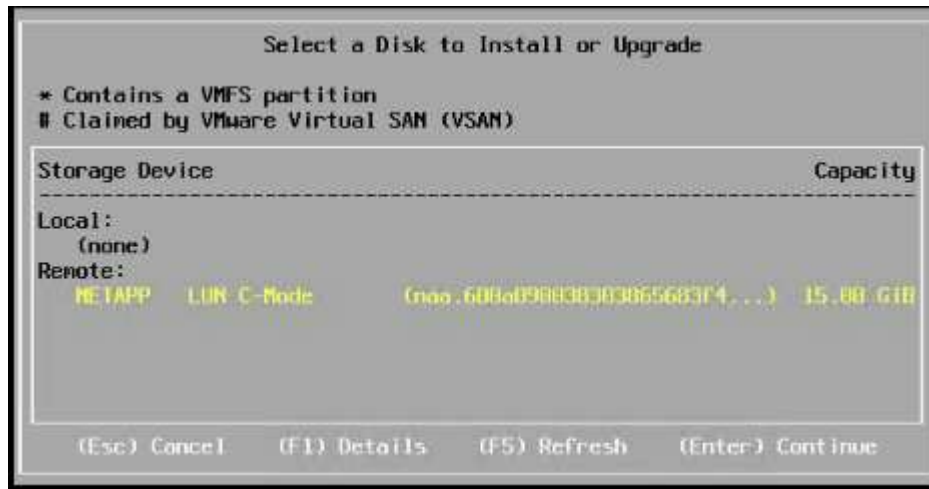 Select a Disk to Install or Upgrade
* Contains a VMFS partition
# Claimed by VMware Virtual SAN (VSAN)
Storage Device Capacity
Local:
(none)
Remote:
NETAPP LUN C-Mode 15.00 GiB
(Esc) Cancel (F1) Details (F5) Refresh (Enter) Continue